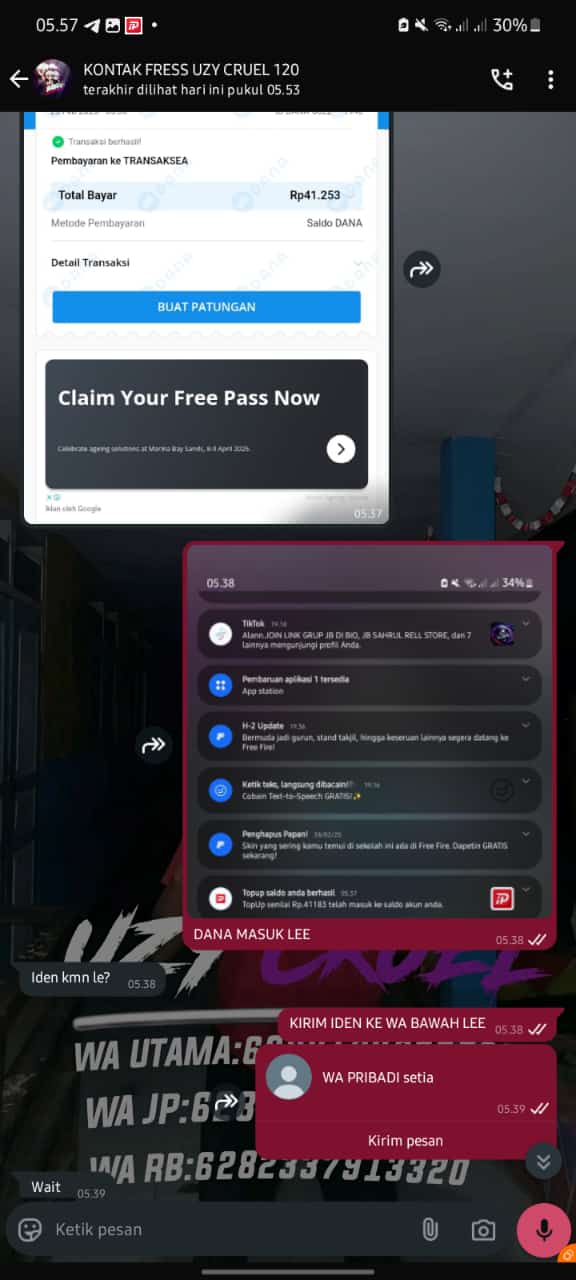 05.57
30%
KONTAK FRESS UZY CRUEL 120
terakhir dilihat hari ini pukul 05.53
Transaksi berhasil!
Pembayaran ke TRANSAKSEA
Total Bayar Rp41.253
Metode Pembayaran Saldo DANA
Detail Transaksi
BUAT PATUNGAN
Claim Your Free Pass Now
Celebrate ageing solutions at Marina Bay Sands, 8-9 April 2025.
Iklan oleh Google
05.37
05.38 34%
TikTok 19.18
Alann.JOIN LINK GRUP JB DI BIO, JB SAHRUL RELL STORE, dan 7
lainnya mengunjungi profil Anda.
Pembaruan aplikasi 1 tersedia
App station
H-2 Update 19.36
Bermuda jadi gurun, stand takjil, hingga keseruan lainnya segera datang ke
Free Fire!
Ketik teks, langsung dibacain! 19.16
Cobain Text-to-Speech GRATIS!✨
Penghapus Papan! 26/02/25
Skin yang sering kamu temui di sekolah ini ada di Free Fire. Dapetin GRATIS
sekarang!
Topup saldo anda berhasil 05.37
TopUp senilai Rp.41183 telah masuk ke saldo akun anda.
DANA MASUK LEE
05.38
UZY CRUEL
Iden kmn le? 05.38
KIRIM IDEN KE WA BAWAH LEE 05.38
WA UTAMA:6
WA PRIBADI setia
05.39
WA JP:6 3
Kirim pesan
WA RB:6282337913320
Wait 05.39
Ketik pesan